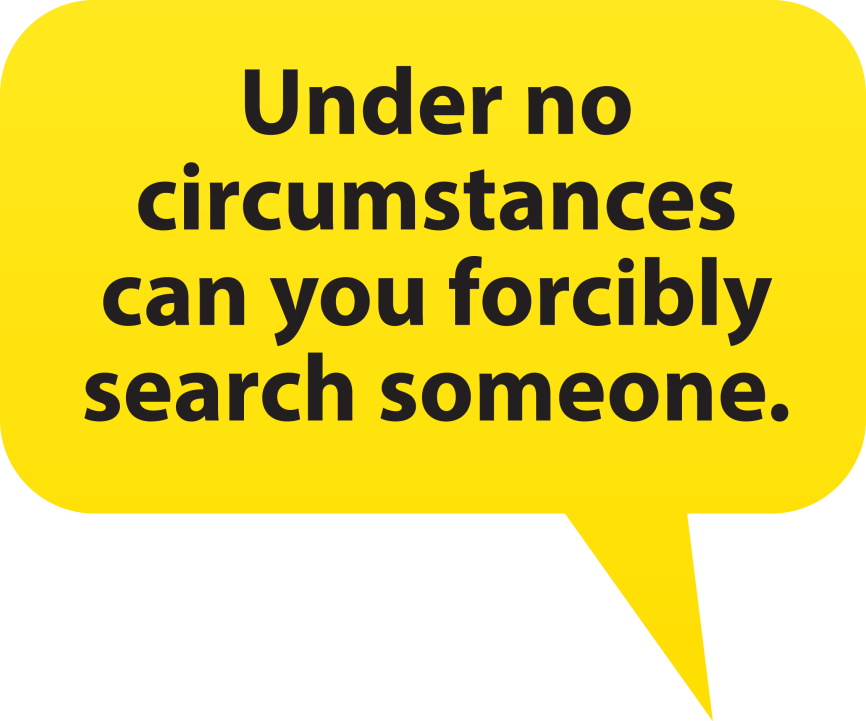 Under no
circumstances
can you forcibly
search someone.